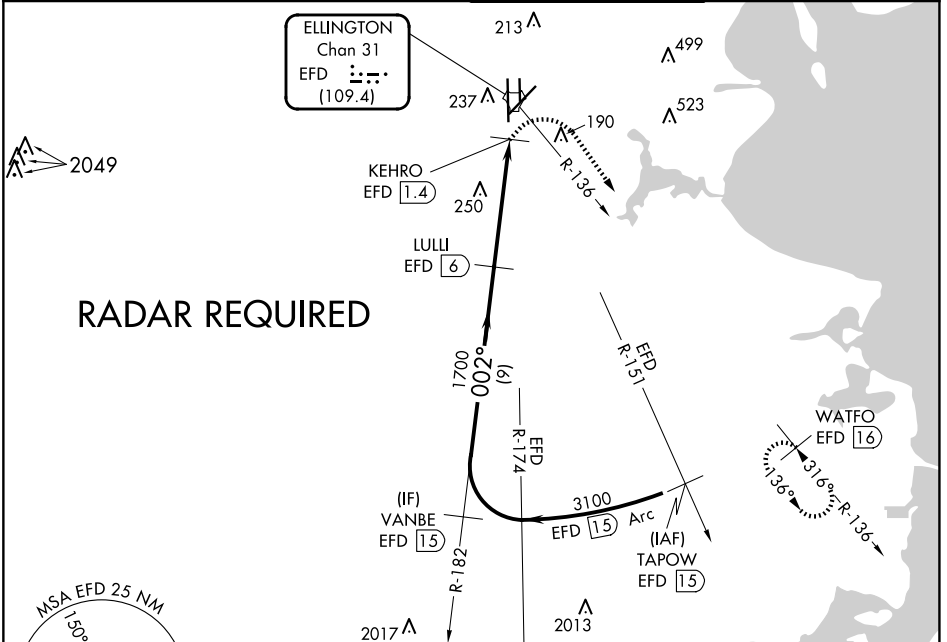 ELLINGTON
Chan 31
EFD
(109.4)
213
499
237
523
190
2049
KEHRO
EFD 1.4
R-136
250
LULLI
EFD 6
RADAR REQUIRED
EFD
R-151
1700
002°
(9)
EFD
R-174
WATFO
EFD 16
316°
136°
R-136
3100
EFD 15 Arc
(IF)
VANBE
EFD 15
(IAF)
TAPOW
EFD 15
R-182
MSA EFD 25 NM
150°
2017
2013